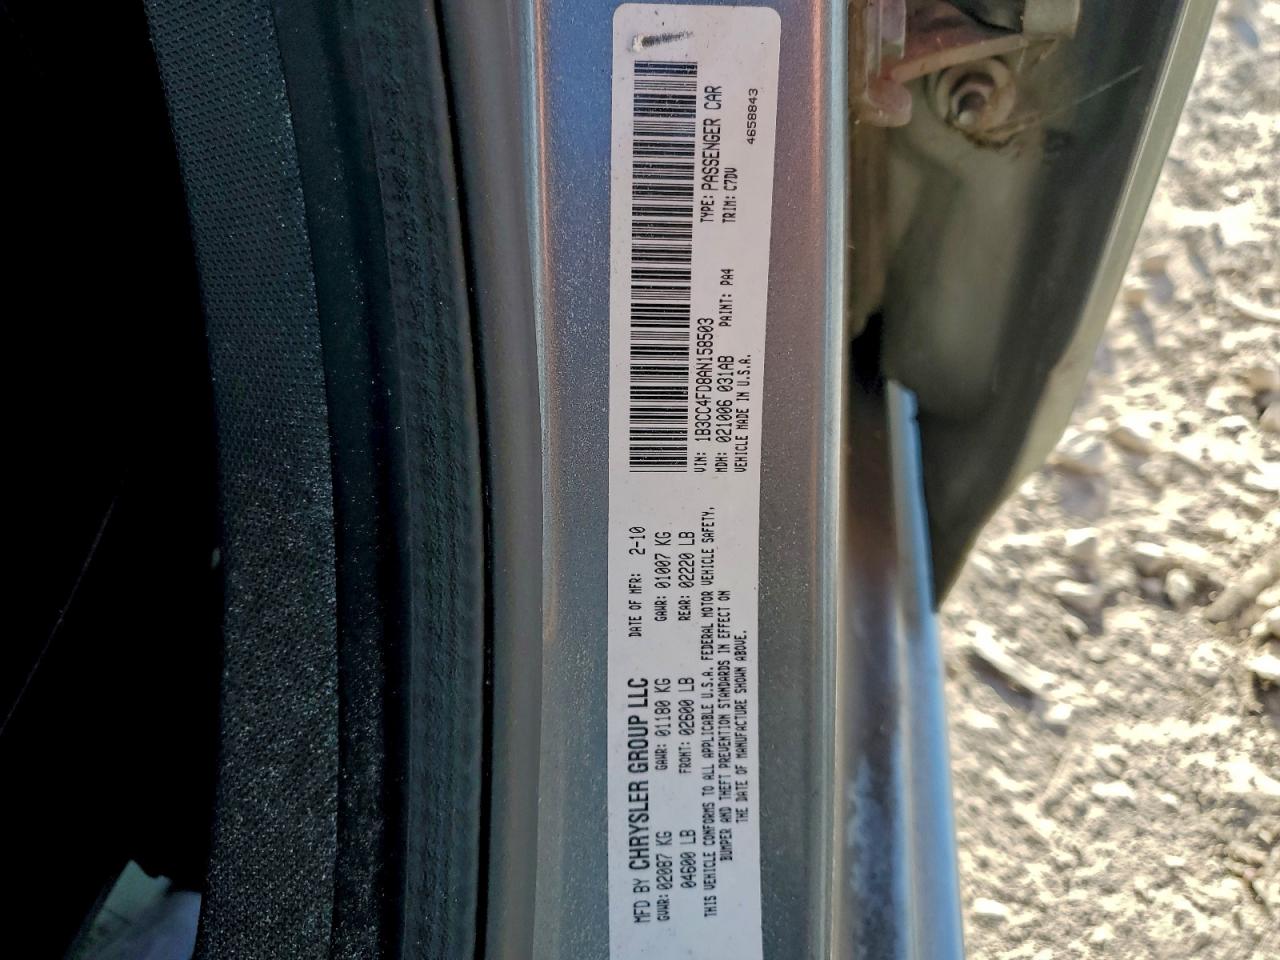 MFD BY CHRYSLER GROUP LLC DATE OF MFR: 2-10
GVWR: 02087 KG GAWR: 01180 KG GAWR: 01007 KG
04600 LB FRONT: 02600 LB REAR: 02220 LB
THIS VEHICLE CONFORMS TO ALL APPLICABLE U.S.A. FEDERAL MOTOR VEHICLE SAFETY,
BUMPER AND THEFT PREVENTION STANDARDS IN EFFECT ON
THE DATE OF MANUFACTURE SHOWN ABOVE.
VIN: 1B3CC4FD8AN158503 TYPE: PASSENGER CAR
MDH: 021006 031AB PAINT: PA4 TRIM: C7DV
VEHICLE MADE IN U.S.A. 4658843